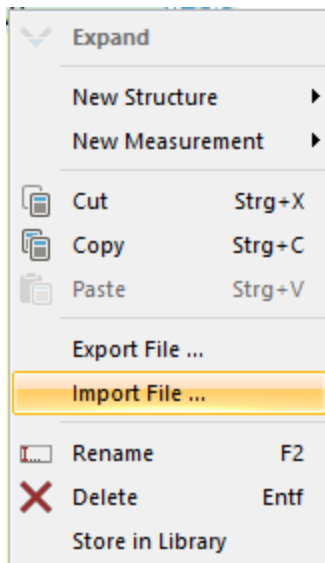 Expand
New Structure
New Measurement
Cut Strg+X
Copy Strg+C
Paste Strg+V
Export File ...
Import File ...
Rename F2
Delete Entf
Store in Library